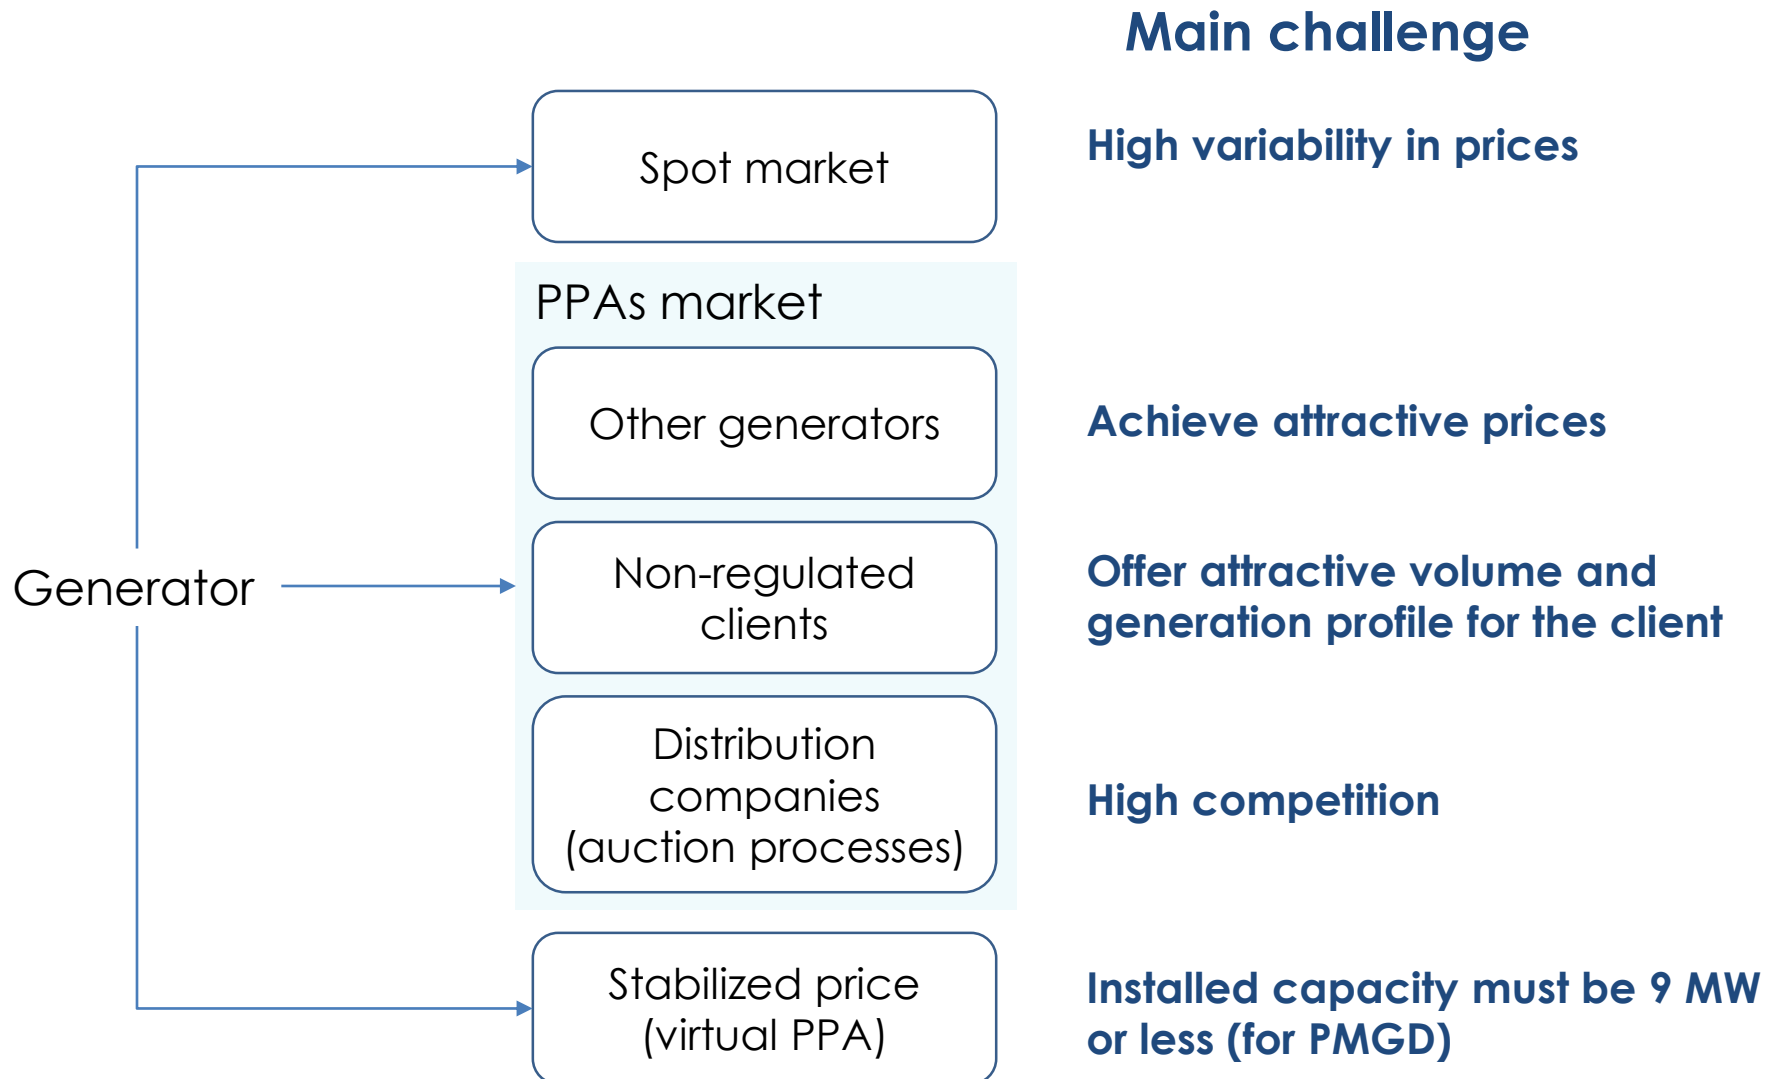 Main challenge
Spot market
High variability in prices
PPAs market
Other generators
Achieve attractive prices
Generator
Non-regulated
clients
Offer attractive volume and
generation profile for the client
Distribution
companies
(auction processes)
High competition
Stabilized price
(virtual PPA)
Installed capacity must be 9 MW
or less (for PMGD)